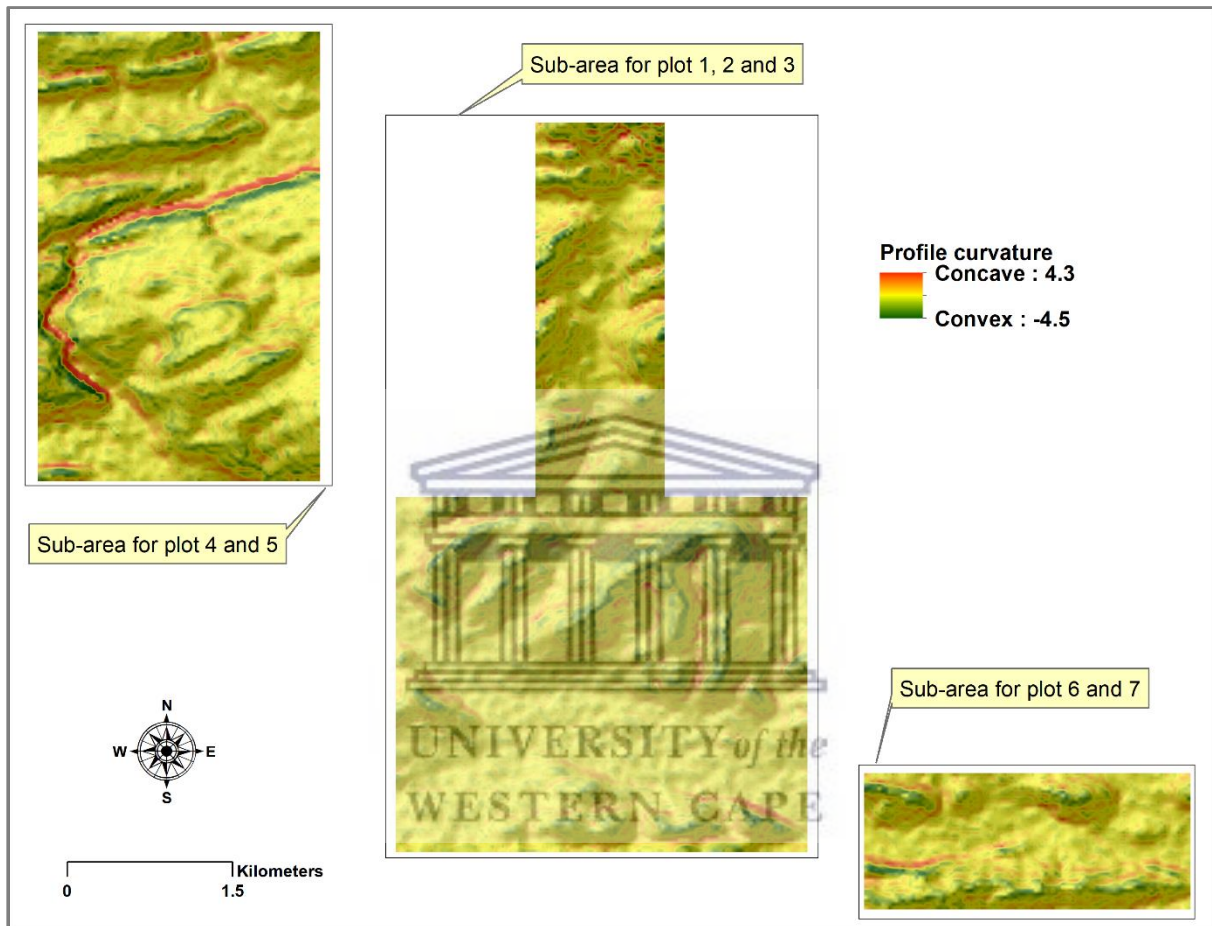 Sub-area for plot 1, 2 and 3
Profile curvature
Concave : 4.3
Convex : -4.5
Sub-area for plot 4 and 5
Sub-area for plot 6 and 7
N
W E
S
UNIVERSITY of the
WESTERN CAPE
Kilometers
0 1.5